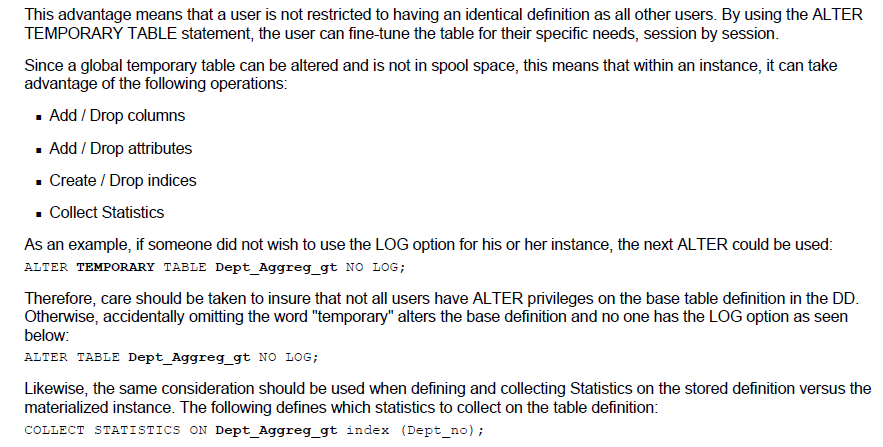 This advantage means that a user is not restricted to having an identical definition as all other users. By using the ALTER
TEMPORARY TABLE statement, the user can fine-tune the table for their specific needs, session by session.
Since a global temporary table can be altered and is not in spool space, this means that within an instance, it can take
advantage of the following operations:
▪ Add / Drop columns
▪ Add / Drop attributes
▪ Create / Drop indices
▪ Collect Statistics
As an example, if someone did not wish to use the LOG option for his or her instance, the next ALTER could be used:
ALTER TEMPORARY TABLE Dept_Aggreg_gt NO LOG;
Therefore, care should be taken to insure that not all users have ALTER privileges on the base table definition in the DD.
Otherwise, accidentally omitting the word "temporary" alters the base definition and no one has the LOG option as seen
below:
ALTER TABLE Dept_Aggreg_gt NO LOG;
Likewise, the same consideration should be used when defining and collecting Statistics on the stored definition versus the
materialized instance. The following defines which statistics to collect on the table definition:
COLLECT STATISTICS ON Dept_Aggreg_gt index (Dept_no);